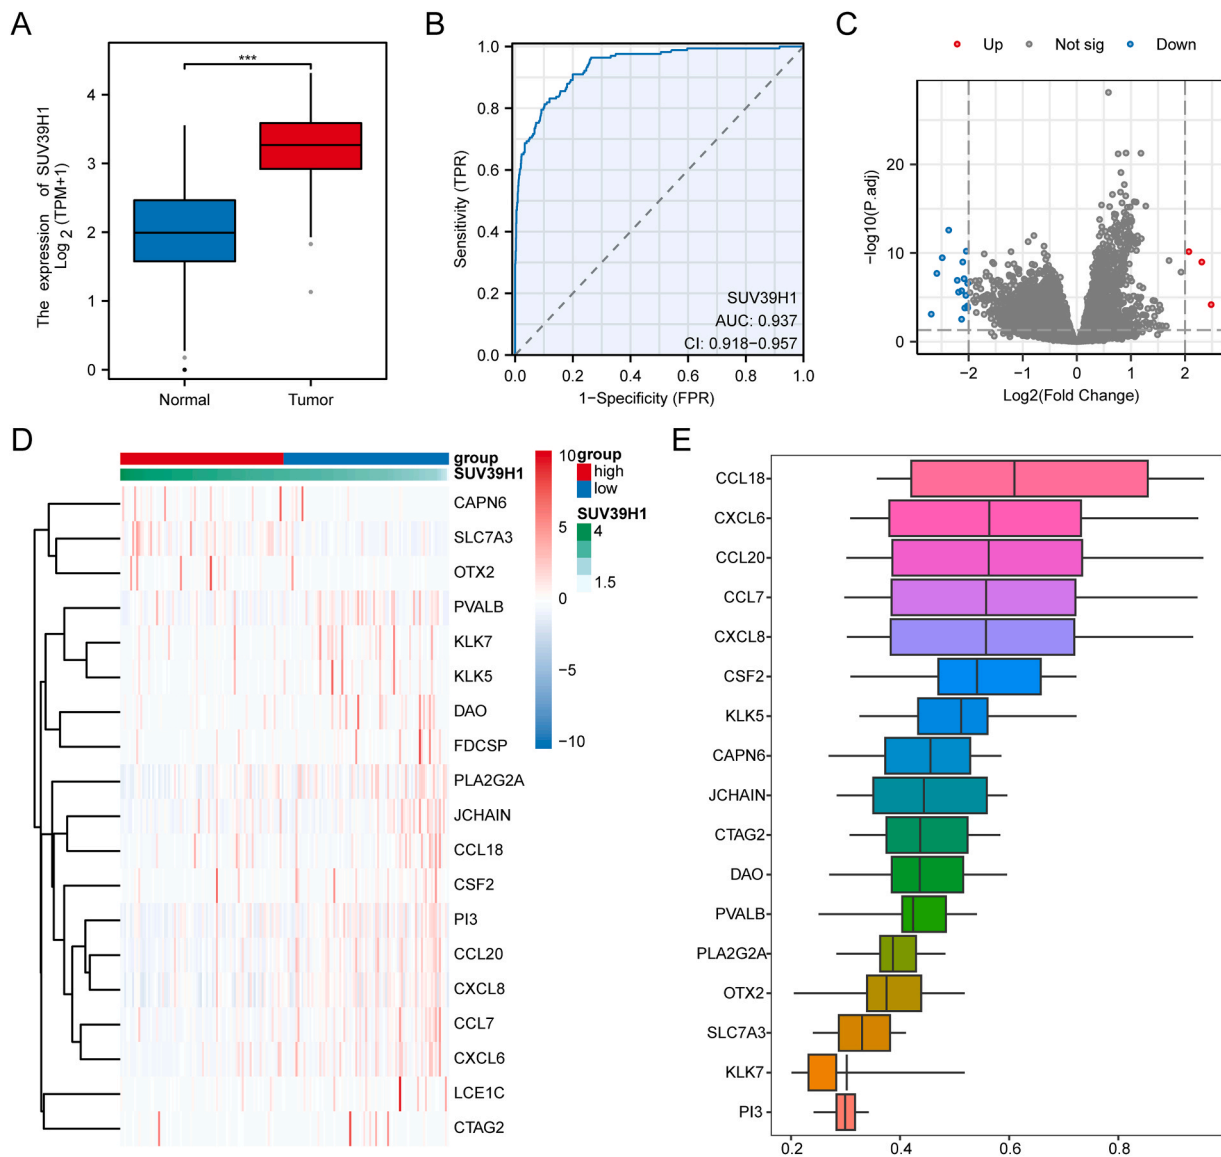 A
The expression of SUV39H1
Log 2 (TPM+1)
4
3
2
1
0
***
Normal
Tumor
B
Sensitivity (TPR)
1.0
0.8
0.6
0.4
0.2
0.0
SUV39H1
AUC: 0.937
CI: 0.918−0.957
0.0 0.2 0.4 0.6 0.8 1.0
1−Specificity (FPR)
C
Up Not sig Down
−log10(P.adj)
20
10
0
−2 −1 0 1 2
Log2(Fold Change)
D
group
SUV39H1
CAPN6
SLC7A3
OTX2
PVALB
KLK7
KLK5
DAO
FDCSP
PLA2G2A
JCHAIN
CCL18
CSF2
PI3
CCL20
CXCL8
CCL7
CXCL6
LCE1C
CTAG2
10
5
0
−5
−10
group
high
low
SUV39H1
4
1.5
E
CCL18
CXCL6
CCL20
CCL7
CXCL8
CSF2
KLK5
CAPN6
JCHAIN
CTAG2
DAO
PVALB
PLA2G2A
OTX2
SLC7A3
KLK7
PI3
0.2 0.4 0.6 0.8